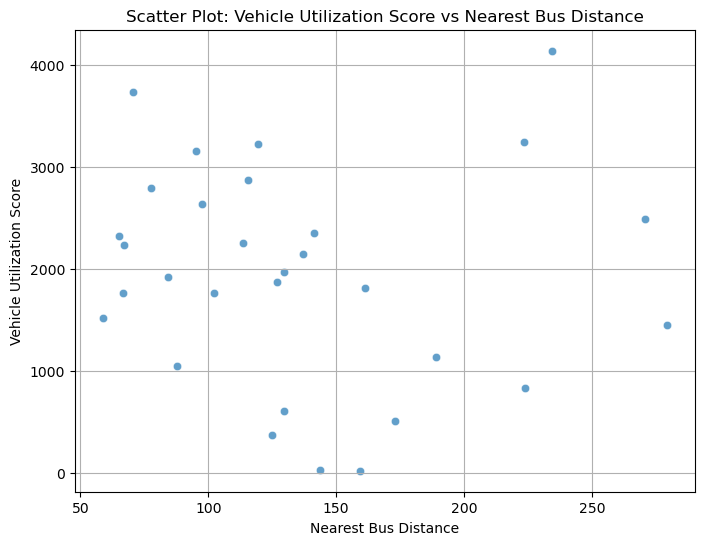 Scatter Plot: Vehicle Utilization Score vs Nearest Bus Distance
4000
3000
2000
1000
0
Vehicle Utilization Score
50 100 150 200 250
Nearest Bus Distance